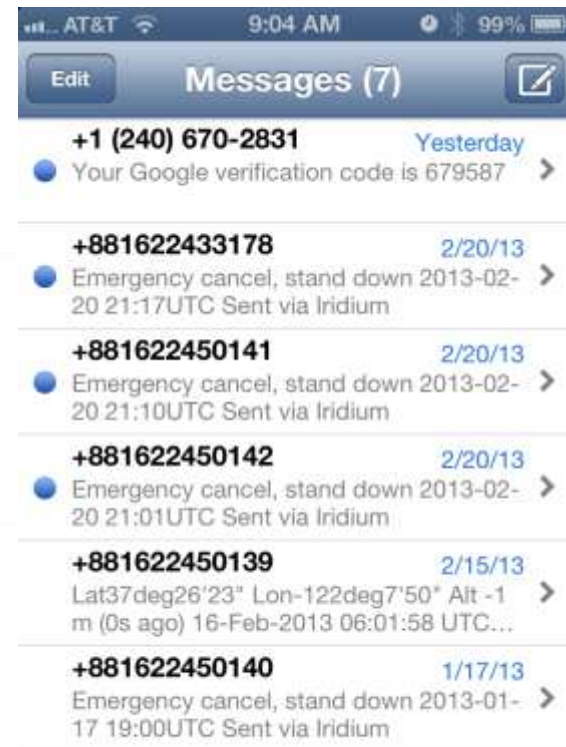 AT&T 9:04 AM 99%
Edit Messages (7)
+1 (240) 670-2831 Yesterday
Your Google verification code is 679587
+881622433178 2/20/13
Emergency cancel, stand down 2013-02-
20 21:17UTC Sent via Iridium
+881622450141 2/20/13
Emergency cancel, stand down 2013-02-
20 21:10UTC Sent via Iridium
+881622450142 2/20/13
Emergency cancel, stand down 2013-02-
20 21:01UTC Sent via Iridium
+881622450139 2/15/13
Lat37deg26'23" Lon-122deg7'50" Alt -1
m (0s ago) 16-Feb-2013 06:01:58 UTC...
+881622450140 1/17/13
Emergency cancel, stand down 2013-01-
17 19:00UTC Sent via Iridium